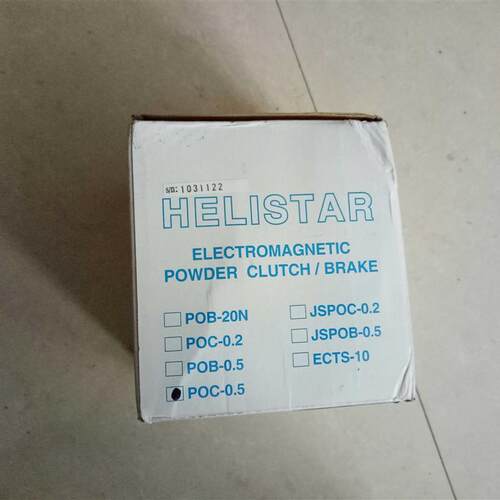 S/NO: 1031122
HELISTAR
ELECTROMAGNETIC
POWDER CLUTCH / BRAKE
POB-20N
POC-0.2
POB-0.5
POC-0.5
JSPOC-0.2
JSPOB-0.5
ECTS-10